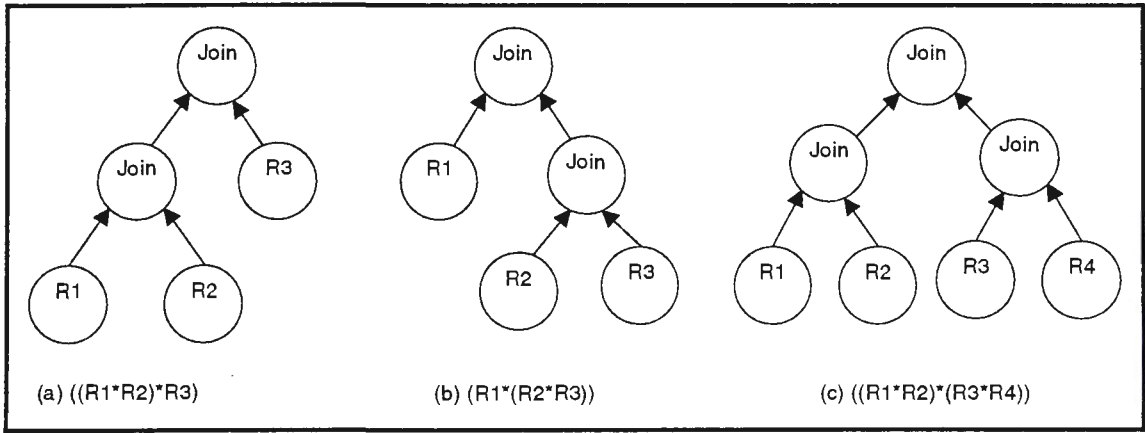 Join
Join
R3
R1
R2
(a) ((R1*R2)*R3)
Join
R1
Join
R2
R3
(b) (R1*(R2*R3))
Join
Join
Join
R1
R2
R3
R4
(c) ((R1*R2)*(R3*R4))